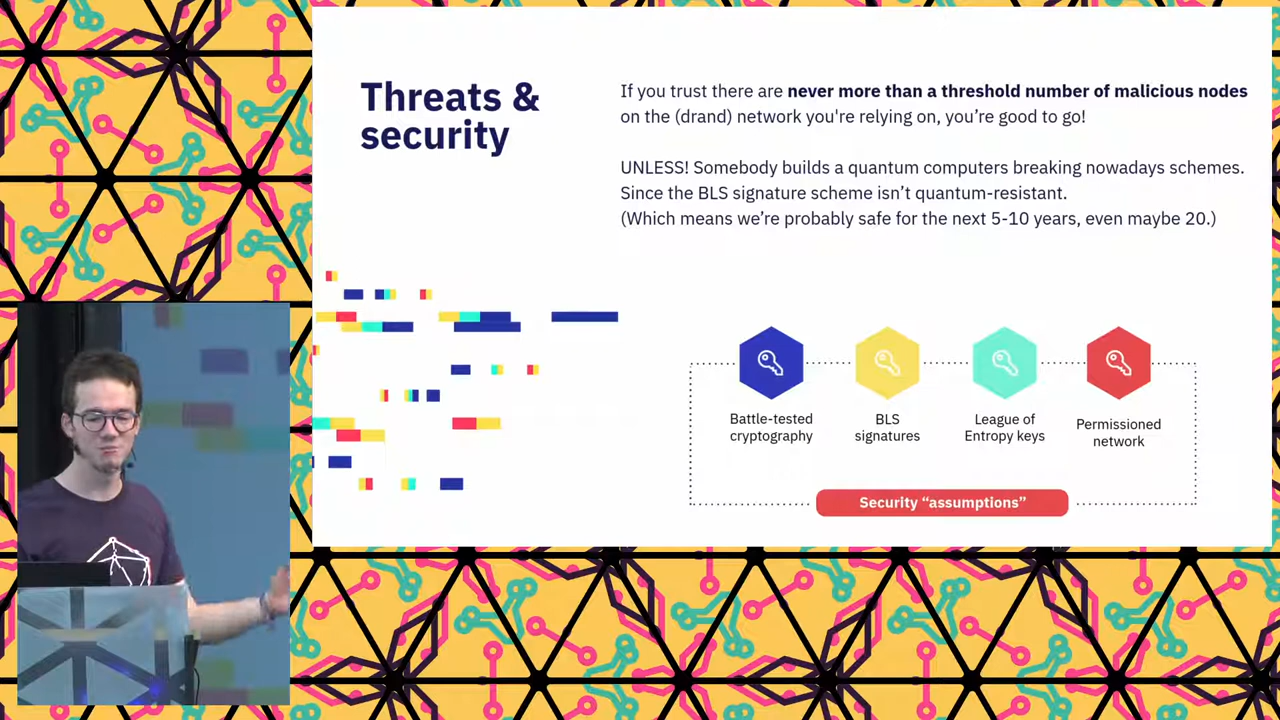 Threats &
security
If you trust there are never more than a threshold number of malicious nodes
on the (drand) network you're relying on, you’re good to go!
UNLESS! Somebody builds a quantum computers breaking nowadays schemes.
Since the BLS signature scheme isn’t quantum-resistant.
(Which means we’re probably safe for the next 5-10 years, even maybe 20.)
Battle-tested
cryptography
BLS
signatures
League of
Entropy keys
Permissioned
network
Security “assumptions”